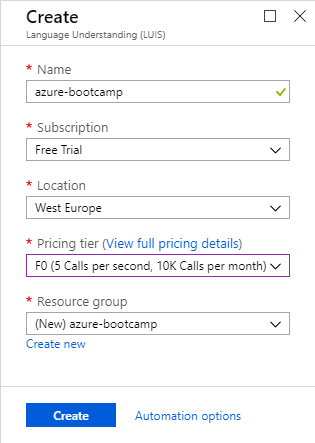 Create
Language Understanding (LUIS)
* Name
azure-bootcamp
* Subscription
Free Trial
* Location
West Europe
* Pricing tier (View full pricing details)
F0 (5 Calls per second, 10K Calls per month)
* Resource group
(New) azure-bootcamp
Create new
Create Automation options